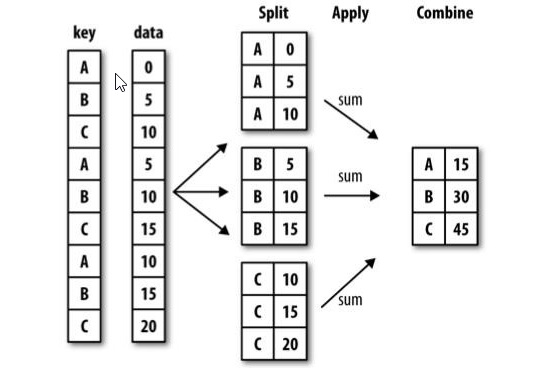 key data Split Apply Combine
A 0
B 5
C 10
A 5
B 10
C 15
A 10
B 15
C 20
A 0
A 5
A 10
B 5
B 10
B 15
C 10
C 15
C 20
sum
sum
sum
A 15
B 30
C 45